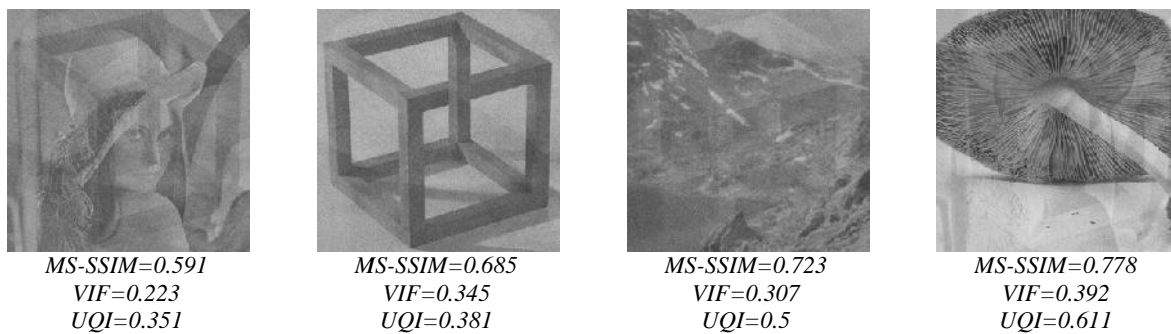 MS-SSIM=0.591
VIF=0.223
UQI=0.351
MS-SSIM=0.685
VIF=0.345
UQI=0.381
MS-SSIM=0.723
VIF=0.307
UQI=0.5
MS-SSIM=0.778
VIF=0.392
UQI=0.611